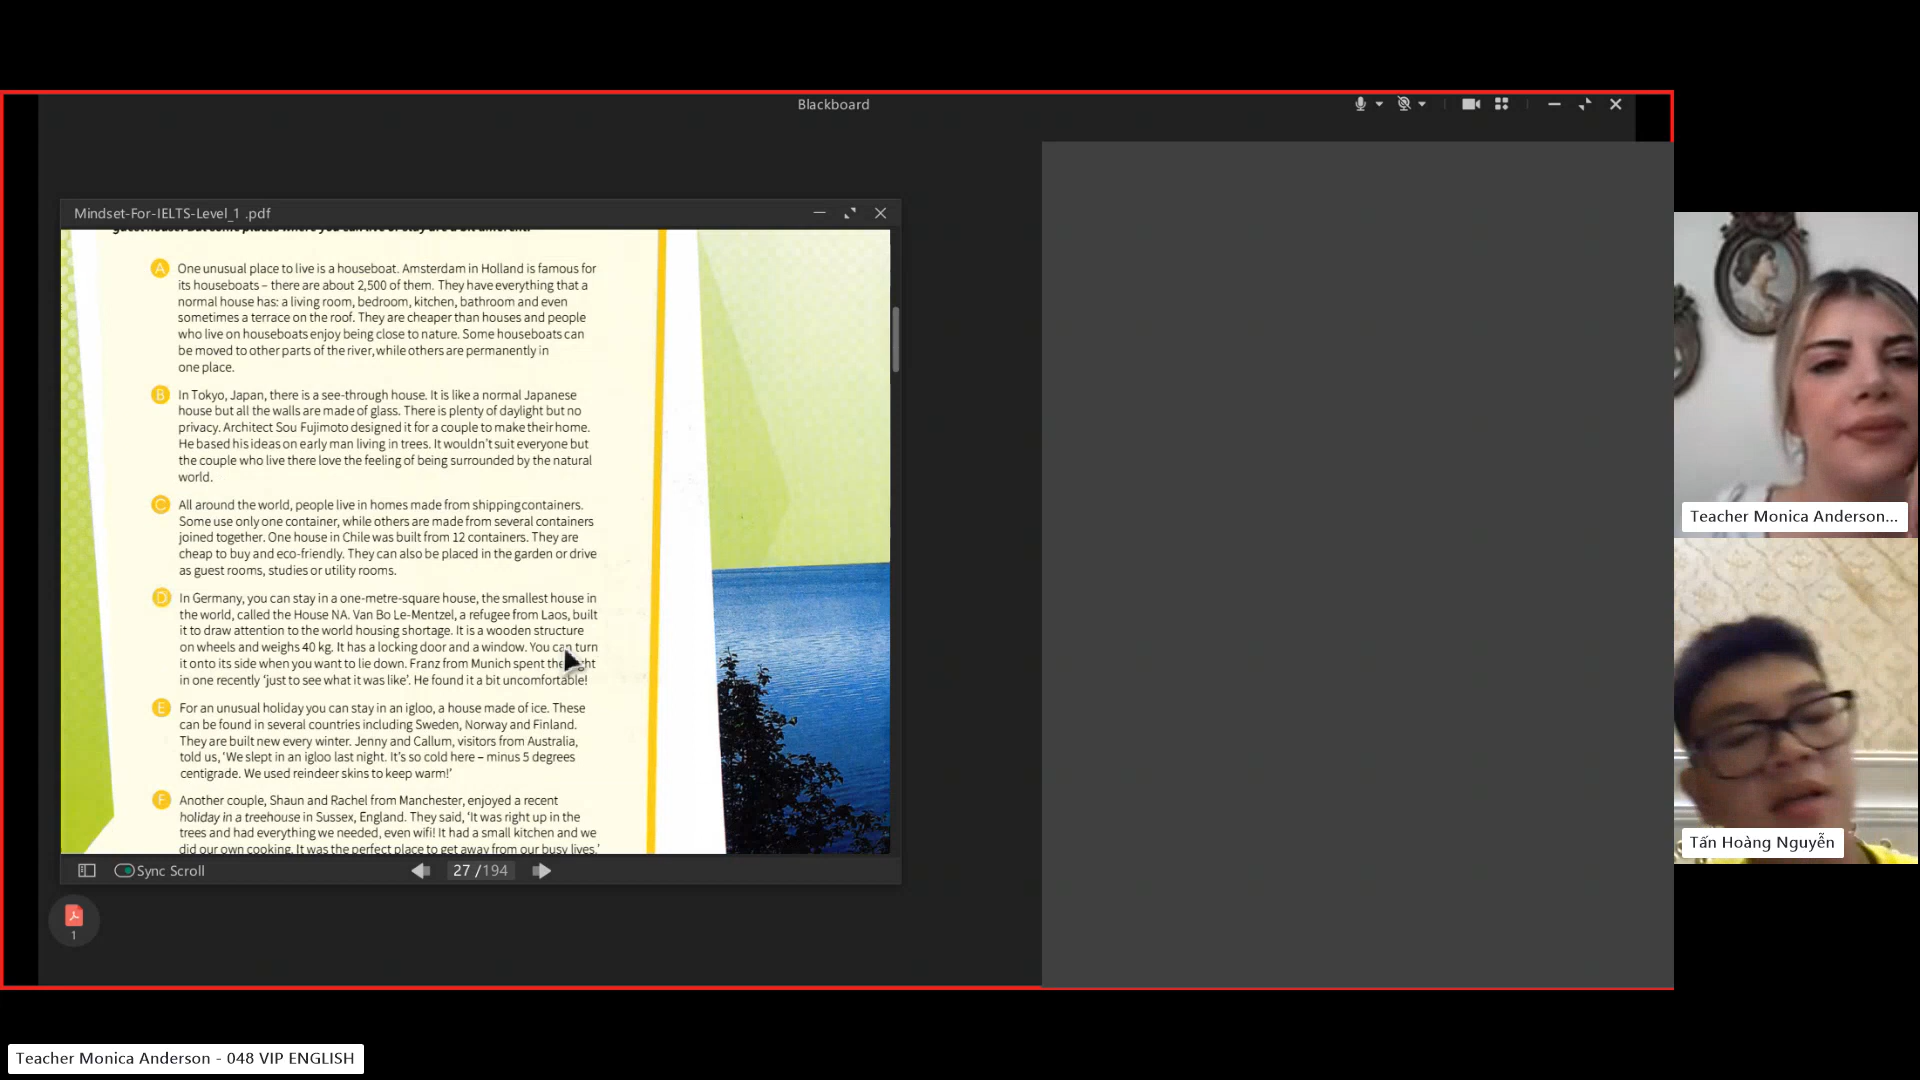 Blackboard
Mindset-For-IELTS-Level_1 .pdf
A One unusual place to live is a houseboat. Amsterdam in Holland is famous for
its houseboats – there are about 2,500 of them. They have everything that a
normal house has: a living room, bedroom, kitchen, bathroom and even
sometimes a terrace on the roof. They are cheaper than houses and people
who live on houseboats enjoy being close to nature. Some houseboats can
be moved to other parts of the river, while others are permanently in
one place.
B In Tokyo, Japan, there is a see-through house. It is like a normal Japanese
house but all the walls are made of glass. There is plenty of daylight but no
privacy. Architect Sou Fujimoto designed it for a couple to make their home.
He based his ideas on early man living in trees. It wouldn't suit everyone but
the couple who live there love the feeling of being surrounded by the natural
world.
C All around the world, people live in homes made from shipping containers.
Some use only one container, while others are made from several containers
joined together. One house in Chile was built from 12 containers. They are
cheap to buy and eco-friendly. They can also be placed in the garden or drive
as guest rooms, studies or utility rooms.
D In Germany, you can stay in a one-metre-square house, the smallest house in
the world, called the House NA. Van Bo Le-Mentzel, a refugee from Laos, built
it to draw attention to the world housing shortage. It is a wooden structure
on wheels and weighs 40 kg. It has a locking door and a window. You can turn
it onto its side when you want to lie down. Franz from Munich spent the
in one recently 'just to see what it was like'. He found it a bit uncomfortable!
E For an unusual holiday you can stay in an igloo, a house made of ice. These
can be found in several countries including Sweden, Norway and Finland.
They are built new every winter. Jenny and Callum, visitors from Australia,
told us, 'We slept in an igloo last night. It's so cold here – minus 5 degrees
centigrade. We used reindeer skins to keep warm!'
F Another couple, Shaun and Rachel from Manchester, enjoyed a recent
holiday in a treehouse in Sussex, England. They said, 'It was right up in the
trees and had everything we needed, even wifi! It had a small kitchen and we
did our own cooking. It was the perfect place to get away from our busy lives.'
Sync Scroll
27 /194
1
Teacher Monica Anderson...
Tấn Hoàng Nguyễn
Teacher Monica Anderson - 048 VIP ENGLISH